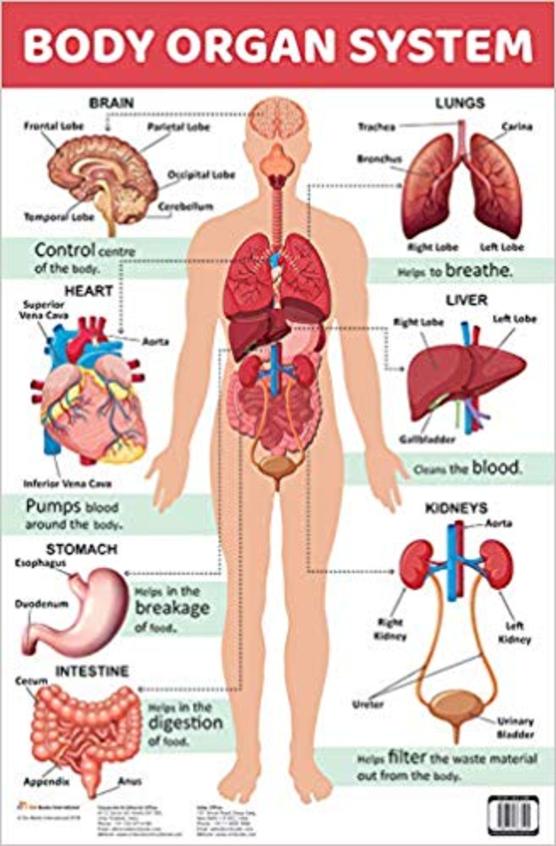 BODY ORGAN SYSTEM
BRAIN
Frontal Lobe
Parietal Lobe
Occipital Lobe
Cerebellum
Temporal Lobe
Control centre
of the body.
HEART
Superior
Vena Cava
Aorta
Inferior Vena Cava
Pumps blood
around the body.
STOMACH
Esophagus
Duodenum
Helps in the
breakage
of food.
INTESTINE
Cecum
Helps in the
digestion
of food.
Appendix
Anus
LUNGS
Trachea
Carina
Bronchus
Right Lobe
Left Lobe
Helps to breathe.
LIVER
Right Lobe
Left Lobe
Gallbladder
Cleans the blood.
KIDNEYS
Aorta
Right
Kidney
Left
Kidney
Ureter
Urinary
Bladder
Helps filter the waste material
out from the body.